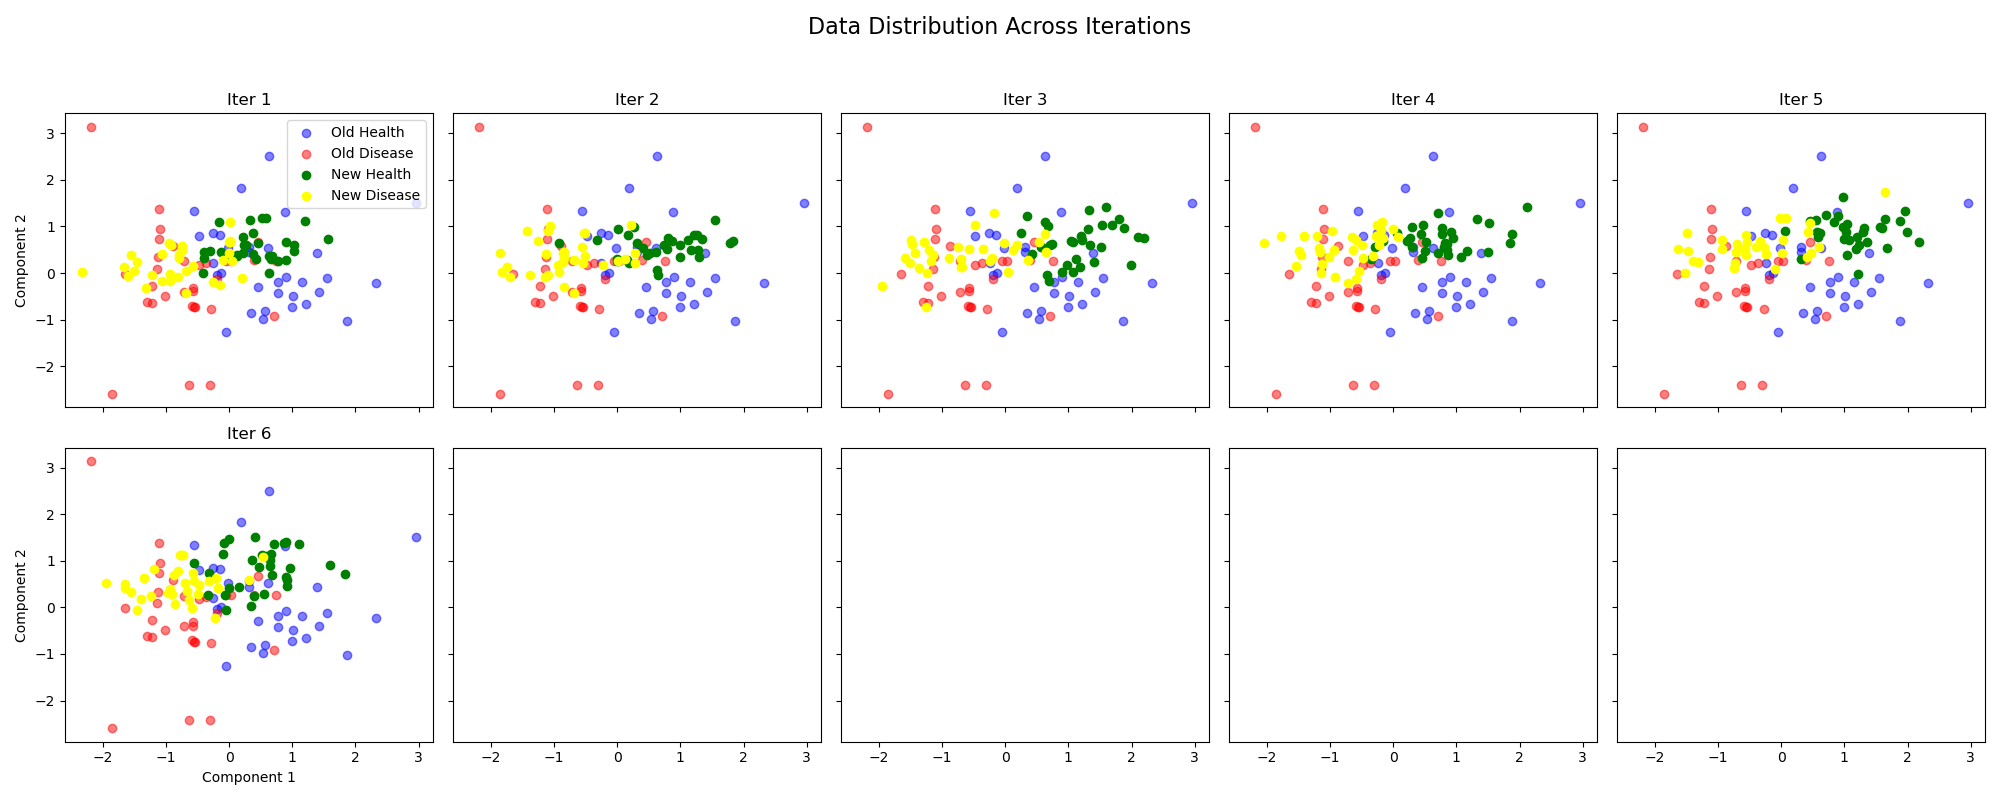 Data Distribution Across Iterations
Iter 1
Iter 2
Iter 3
Iter 4
Iter 5
Old Health
Old Disease
New Health
New Disease
Component 2
3
2
1
0
−1
−2
Iter 6
Component 2
3
2
1
0
−1
−2
−2 −1 0 1 2 3
−2 −1 0 1 2 3
−2 −1 0 1 2 3
−2 −1 0 1 2 3
−2 −1 0 1 2 3
Component 1